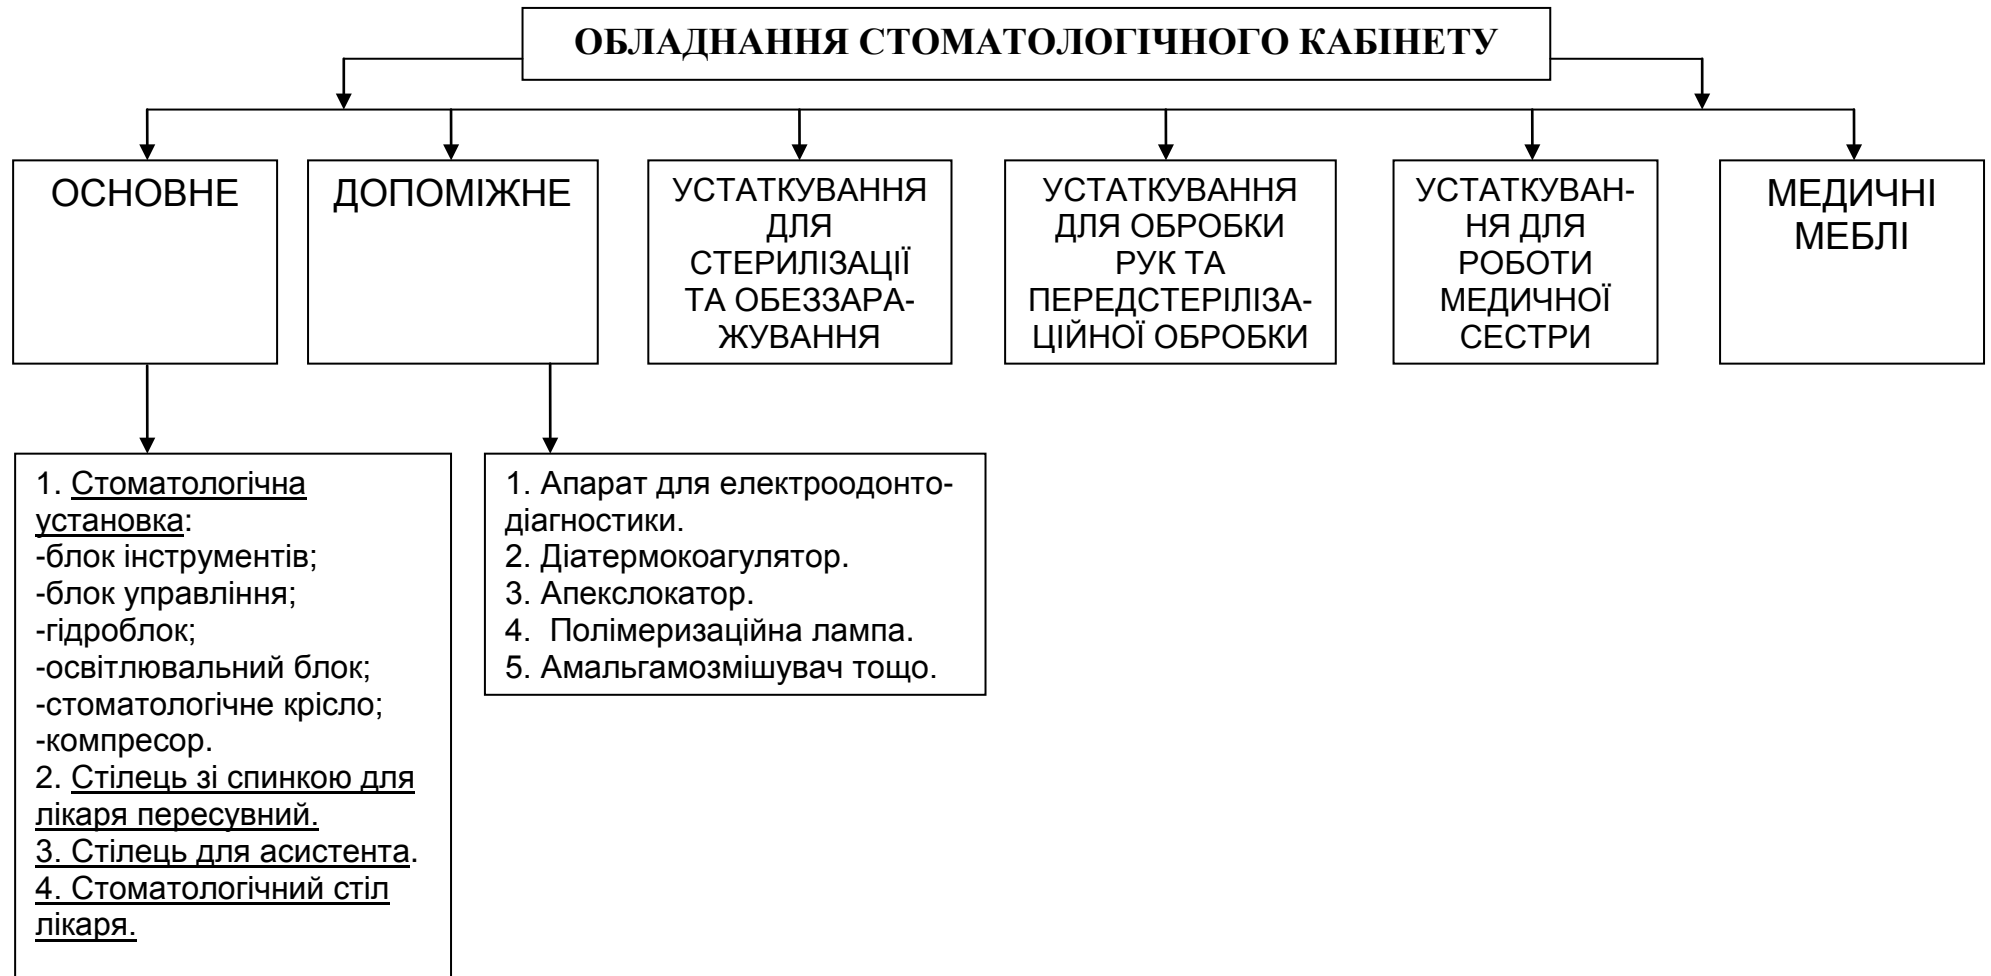 ОБЛАДНАННЯ СТОМАТОЛОГІЧНОГО КАБІНЕТУ
ОСНОВНЕ
ДОПОМІЖНЕ
УСТАТКУВАННЯ
ДЛЯ
СТЕРИЛІЗАЦІЇ
ТА ОБЕЗЗАРА-
ЖУВАННЯ
УСТАТКУВАННЯ
ДЛЯ ОБРОБКИ
РУК ТА
ПЕРЕДСТЕРІЛІЗА-
ЦІЙНОЇ ОБРОБКИ
УСТАТКУВАН-
НЯ ДЛЯ
РОБОТИ
МЕДИЧНОЇ
СЕСТРИ
МЕДИЧНІ
МЕБЛІ
1. Стоматологічна
установка:
-блок інструментів;
-блок управління;
-гідроблок;
-освітлювальний блок;
-стоматологічне крісло;
-компресор.
2. Стілець зі спинкою для
лікаря пересувний.
3. Стілець для асистента.
4. Стоматологічний стіл
лікаря.
1. Апарат для електроодонто-
діагностики.
2. Діатермокоагулятор.
3. Апекслокатор.
4. Полімеризаційна лампа.
5. Амальгамозмішувач тощо.